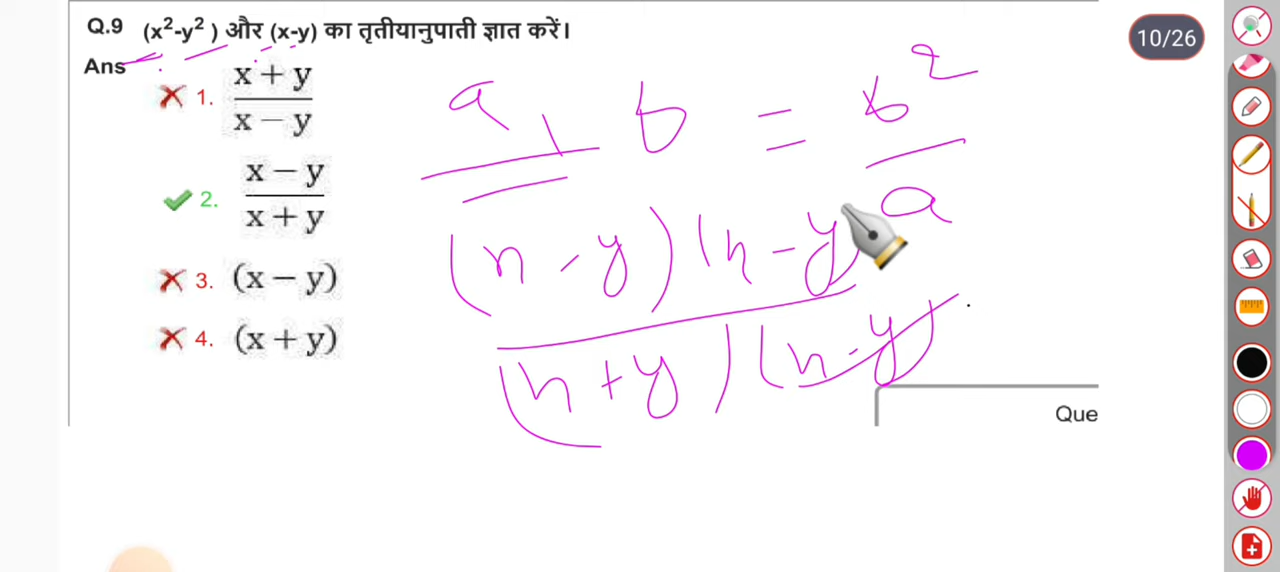 Q.9 (x²-y² ) और (x-y) का तृतीयानुपाती ज्ञात करें।
10/26
Ans
1. x + y / x − y
2. x − y / x + y
3. (x − y)
4. (x + y)
a, b = b² / a
(x - y) (x - y)
(x + y) (x - y)
Que